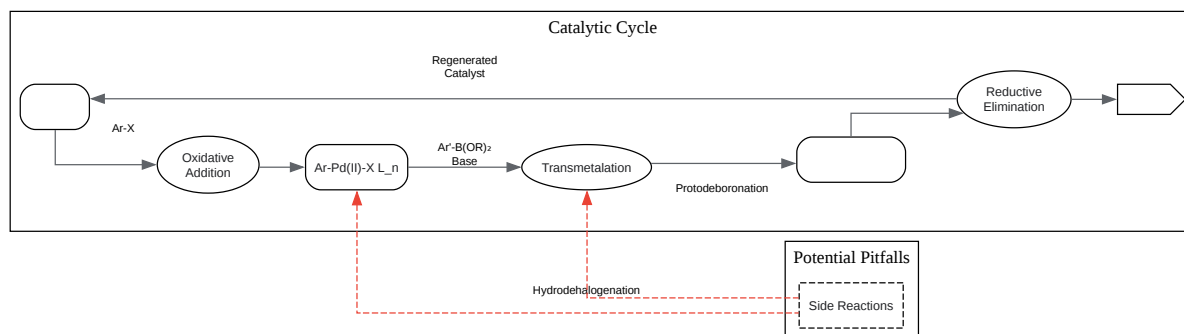 Catalytic Cycle
Regenerated
Catalyst
Reductive
Elimination
Ar-X
Oxidative
Addition
Ar-Pd(II)-X L_n
Ar'-B(OR)₂
Base
Transmetalation
Protodeboronation
Potential Pitfalls
Hydrodehalogenation
Side Reactions